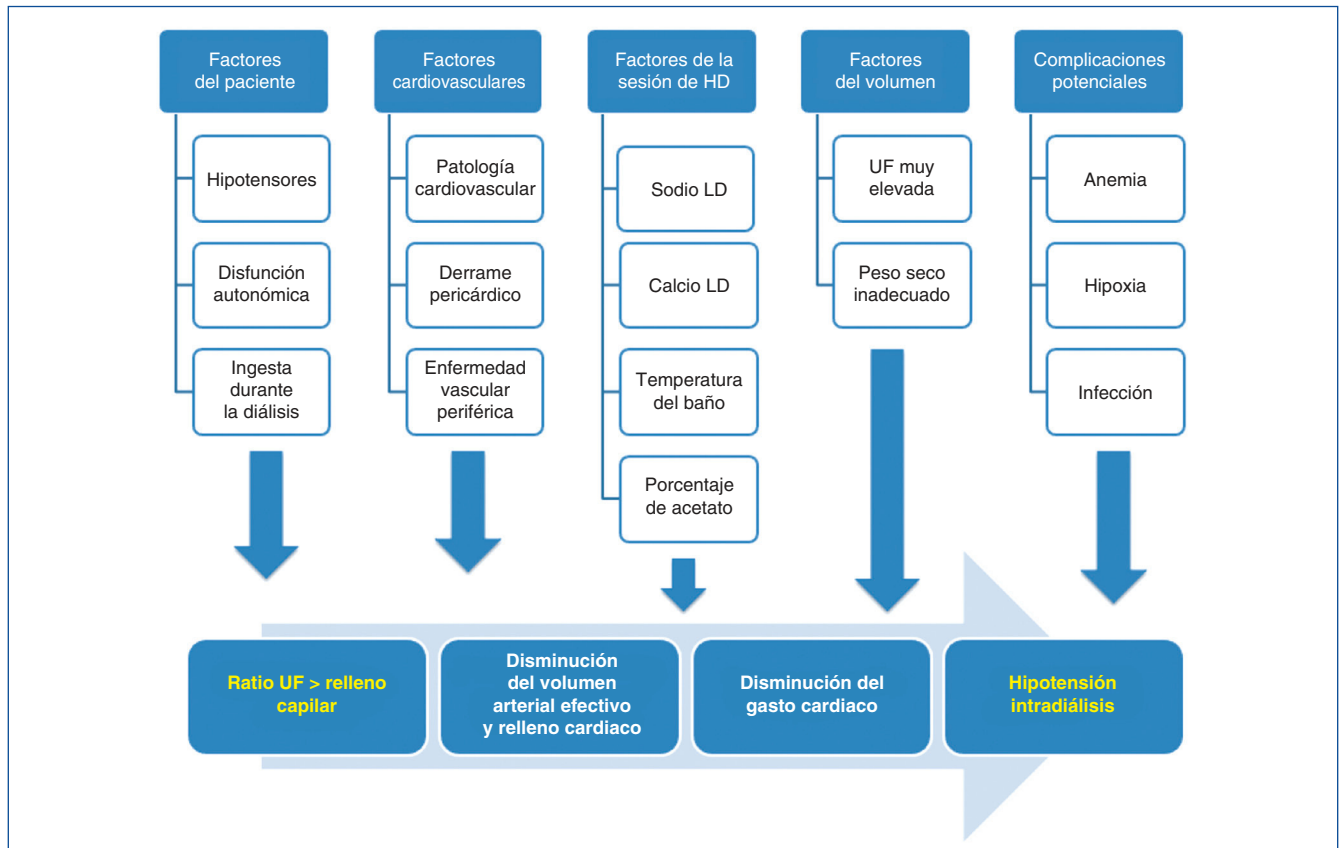 Factores
del paciente
Hipotensores
Disfunción
autonómica
Ingesta
durante
la diálisis
Factores
cardiovasculares
Patología
cardiovascular
Derrame
pericárdico
Enfermedad
vascular
periférica
Factores de la
sesión de HD
Sodio LD
Calcio LD
Temperatura
del baño
Porcentaje
de acetato
Factores
del volumen
UF muy
elevada
Peso seco
inadecuado
Complicaciones
potenciales
Anemia
Hipoxia
Infección
Ratio UF > relleno
capilar
Disminución
del volumen
arterial efectivo
y relleno cardiaco
Disminución del
gasto cardiaco
Hipotensión
intradiálisis